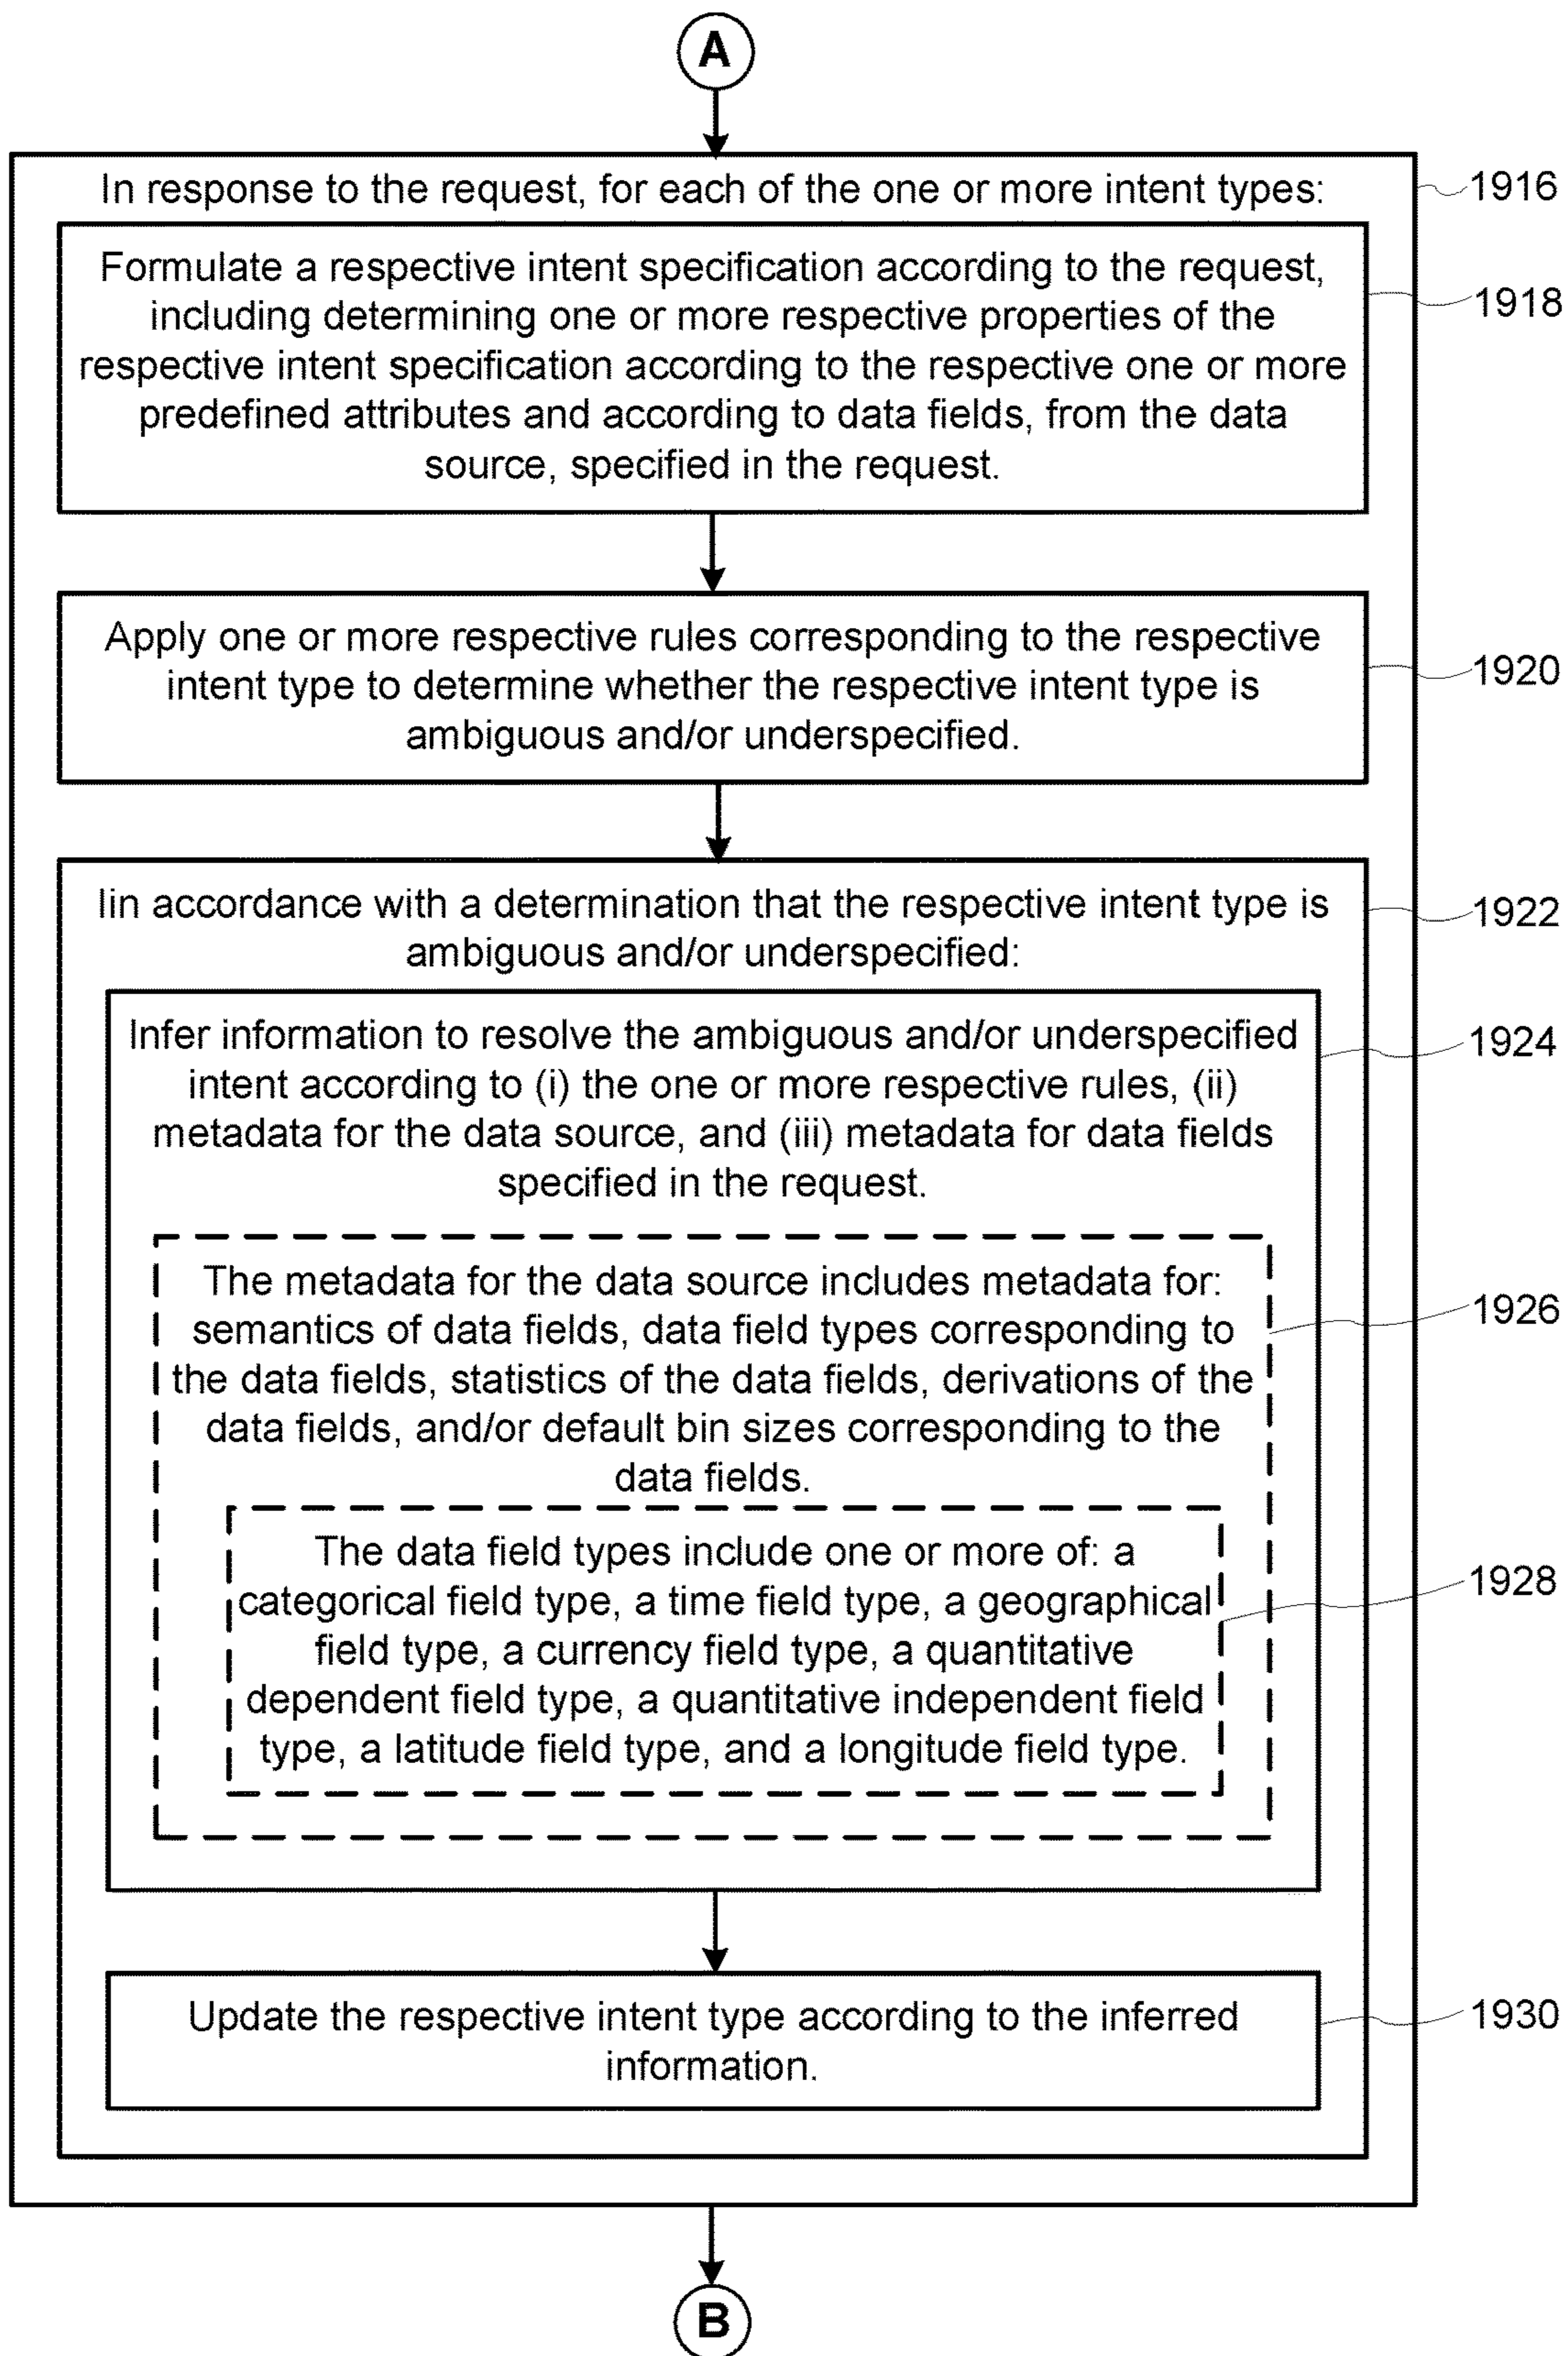 A
In response to the request, for each of the one or more intent types:
1916
Formulate a respective intent specification according to the request,
including determining one or more respective properties of the
respective intent specification according to the respective one or more
predefined attributes and according to data fields, from the data
source, specified in the request.
1918
Apply one or more respective rules corresponding to the respective
intent type to determine whether the respective intent type is
ambiguous and/or underspecified.
1920
Iin accordance with a determination that the respective intent type is
ambiguous and/or underspecified:
1922
Infer information to resolve the ambiguous and/or underspecified
intent according to (i) the one or more respective rules, (ii)
metadata for the data source, and (iii) metadata for data fields
specified in the request.
1924
The metadata for the data source includes metadata for:
semantics of data fields, data field types corresponding to
the data fields, statistics of the data fields, derivations of the
data fields, and/or default bin sizes corresponding to the
data fields.
1926
The data field types include one or more of: a
categorical field type, a time field type, a geographical
field type, a currency field type, a quantitative
dependent field type, a quantitative independent field
type, a latitude field type, and a longitude field type.
1928
Update the respective intent type according to the inferred
information.
1930
B